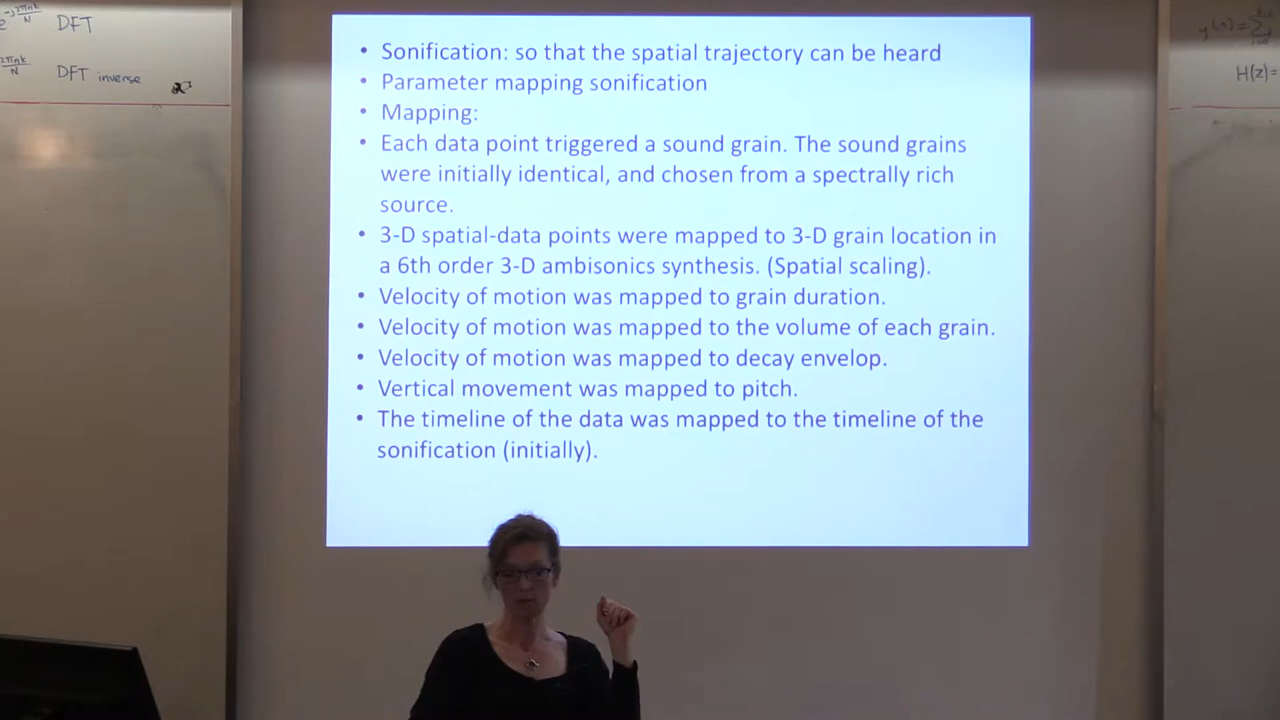 DFT
DFT inverse
• Sonification: so that the spatial trajectory can be heard
• Parameter mapping sonification
• Mapping:
• Each data point triggered a sound grain. The sound grains
were initially identical, and chosen from a spectrally rich
source.
• 3-D spatial-data points were mapped to 3-D grain location in
a 6th order 3-D ambisonics synthesis. (Spatial scaling).
• Velocity of motion was mapped to grain duration.
• Velocity of motion was mapped to the volume of each grain.
• Velocity of motion was mapped to decay envelop.
• Vertical movement was mapped to pitch.
• The timeline of the data was mapped to the timeline of the
sonification (initially).
y(n)=
H(z)=